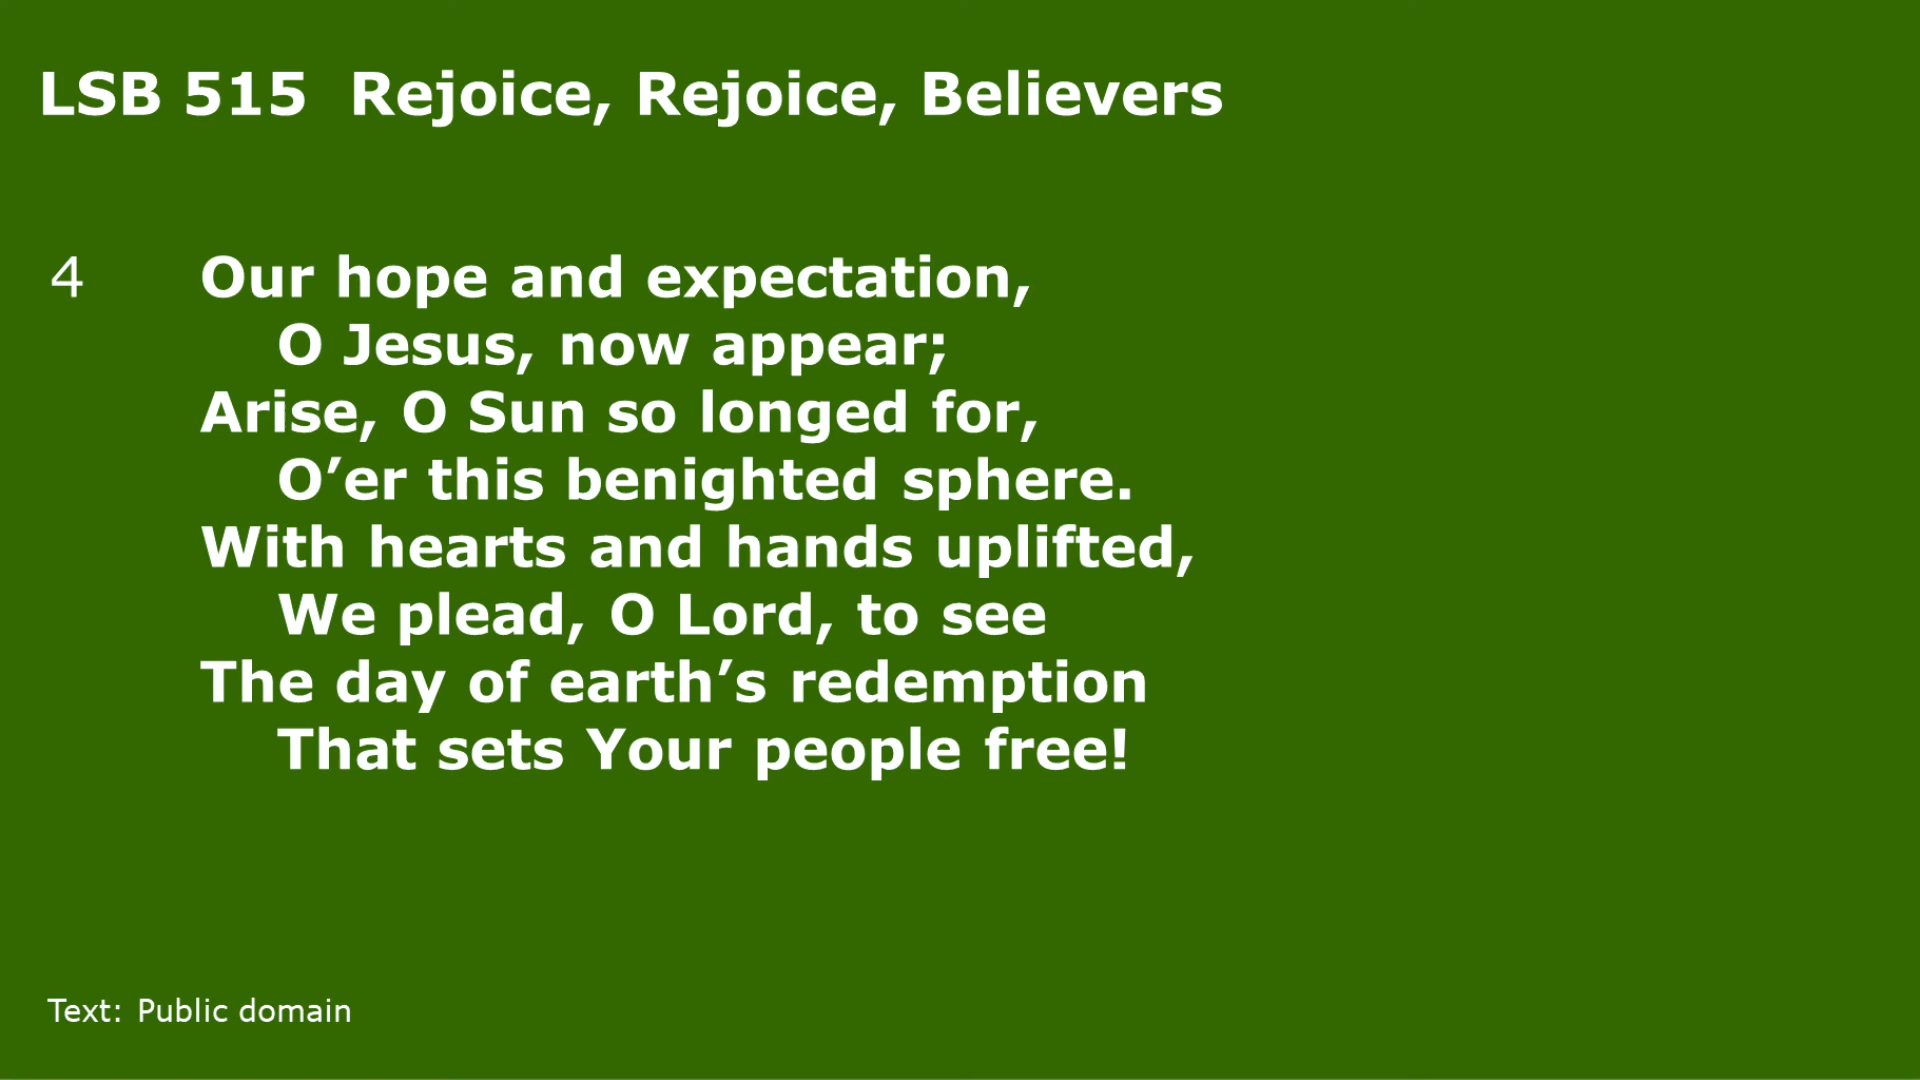 LSB 515 Rejoice, Rejoice, Believers
4 Our hope and expectation,
O Jesus, now appear;
Arise, O Sun so longed for,
O’er this benighted sphere.
With hearts and hands uplifted,
We plead, O Lord, to see
The day of earth’s redemption
That sets Your people free!
Text: Public domain